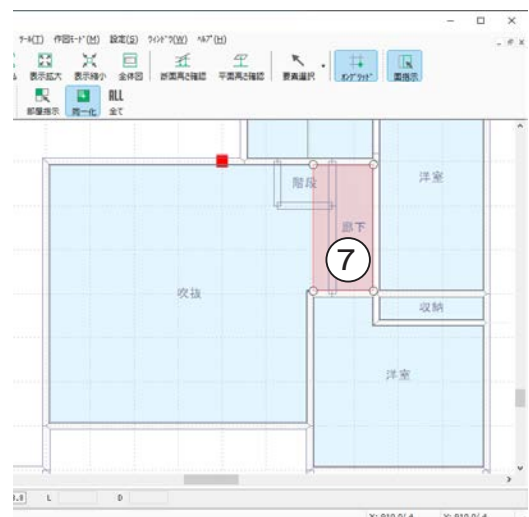 ﾂｰﾙ(T) 作図ﾓｰﾄﾞ(M) 設定(S) ｳｨﾝﾄﾞｳ(W) ﾍﾙﾌﾟ(H)
表示拡大 表示縮小 全体図 断面高さ確認 平面高さ確認 要素選択 ｵﾝｸﾞﾘｯﾄﾞ 面指示
ALL
部屋指示 同一化 全て
階段
洋室
廊下
⑦
吹抜
収納
洋室
L D